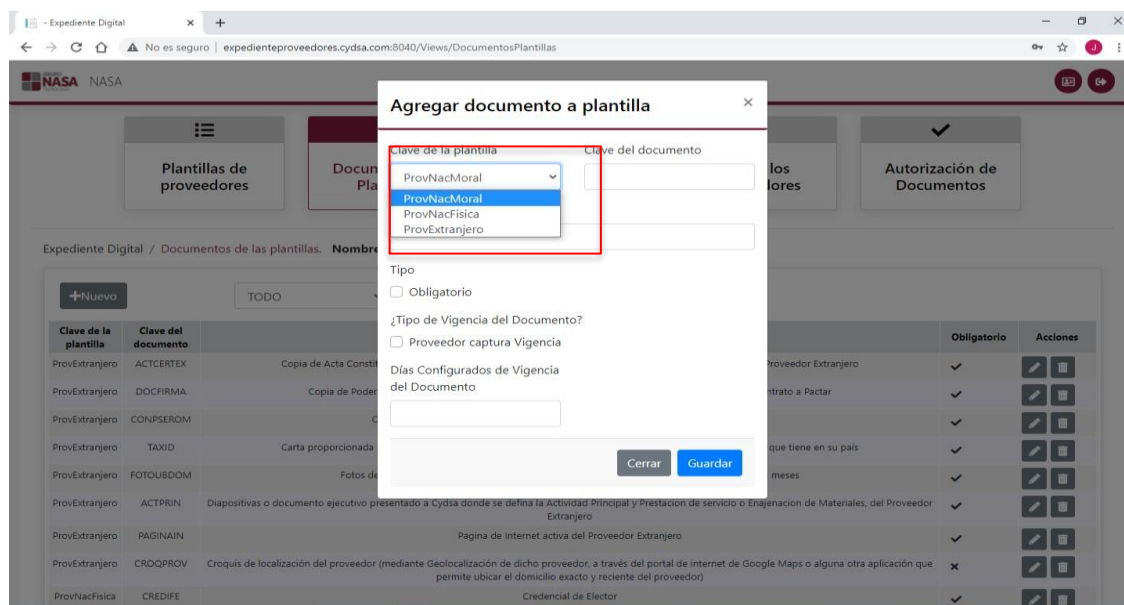 - Expediente Digital
No es seguro | expedienteproveedores.cydsa.com:8040/Views/DocumentosPlantillas
J
GRUPO
NASA NASA
Agregar documento a plantilla
Clave de la plantilla Clave del documento
ProvNacMoral
ProvNacMoral
ProvNacFisica
ProvExtranjero
Tipo
Obligatorio
¿Tipo de Vigencia del Documento?
Proveedor captura Vigencia
Días Configurados de Vigencia
del Documento
Cerrar Guardar
Plantillas de
proveedores
Docum
Pla
los
lores
Autorización de
Documentos
Expediente Digital / Documentos de las plantillas. Nombre
+Nuevo TODO
Clave de la
plantilla
Clave del
documento
Obligatorio Acciones
ProvExtranjero ACTCERTEX Copia de Acta Constit Proveedor Extranjero
ProvExtranjero DOCFIRMA Copia de Poder ntrato a Pactar
ProvExtranjero CONPSEROM C
ProvExtranjero TAXID Carta proporcionada que tiene en su país
ProvExtranjero FOTOUBDOM Fotos de meses
ProvExtranjero ACTPRIN Diapositivas o documento ejecutivo presentado a Cydsa donde se defina la Actividad Principal y Prestacion de servicio o Enajenacion de Materiales, del Proveedor
Extranjero
ProvExtranjero PAGINAIN Pagina de Internet activa del Proveedor Extranjero
ProvExtranjero CROQPROV Croquis de localización del proveedor (mediante Geolocalización de dicho proveedor, a través del portal de internet de Google Maps o alguna otra aplicación que
permite ubicar el domicilio exacto y reciente del proveedor)
ProvNacFisica CREDIFE Credencial de Elector